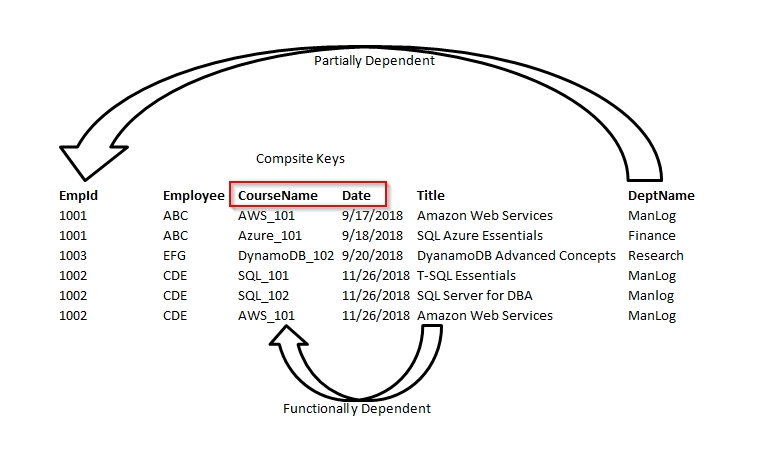 Partially Dependent
Compsite Keys
EmpId Employee CourseName Date Title DeptName
1001 ABC AWS_101 9/17/2018 Amazon Web Services ManLog
1001 ABC Azure_101 9/18/2018 SQL Azure Essentials Finance
1003 EFG DynamoDB_102 9/20/2018 DyanamoDB Advanced Concepts Research
1002 CDE SQL_101 11/26/2018 T-SQL Essentials ManLog
1002 CDE SQL_102 11/26/2018 SQL Server for DBA Manlog
1002 CDE AWS_101 11/26/2018 Amazon Web Services ManLog
Functionally Dependent